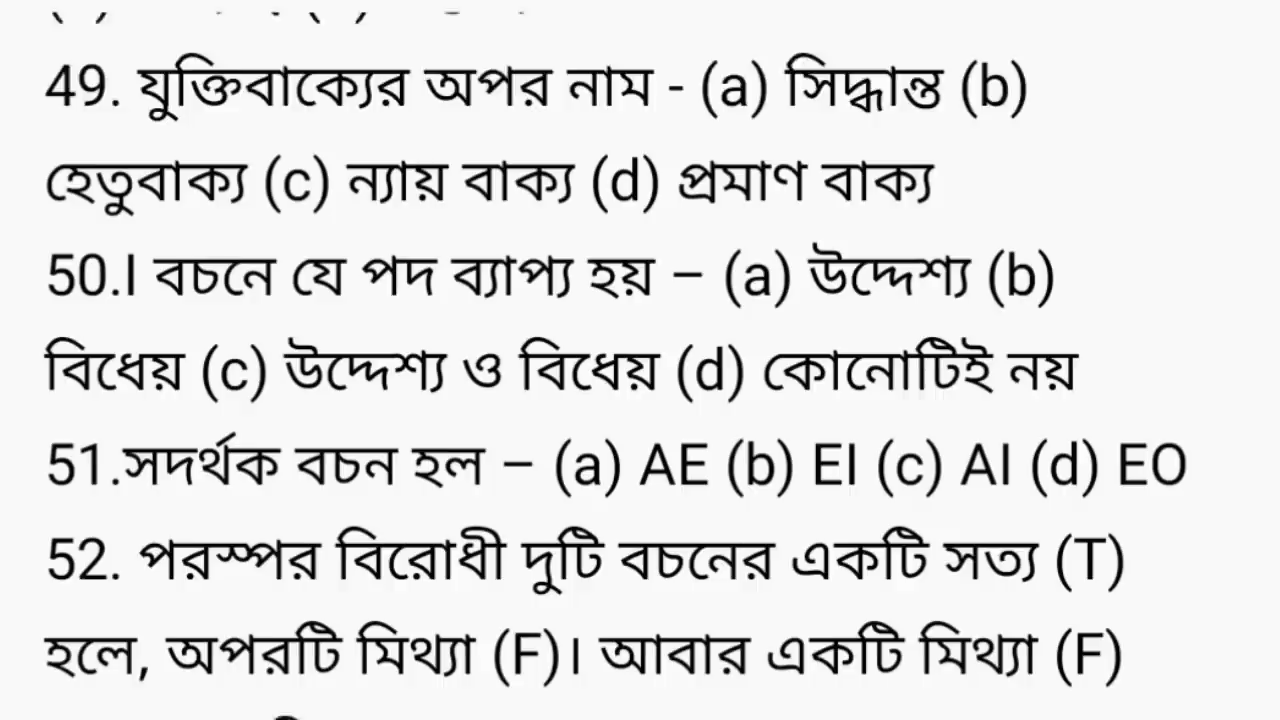 49. যুক্তিবাক্যের অপর নাম - (a) সিদ্ধান্ত (b)
হেতুবাক্য (c) ন্যায় বাক্য (d) প্রমাণ বাক্য
50.I বচনে যে পদ ব্যাপ্য হয় – (a) উদ্দেশ্য (b)
বিধেয় (c) উদ্দেশ্য ও বিধেয় (d) কোনোটিই নয়
51.সদর্থক বচন হল – (a) AE (b) EI (c) AI (d) EO
52. পরস্পর বিরোধী দুটি বচনের একটি সত্য (T)
হলে, অপরটি মিথ্যা (F)। আবার একটি মিথ্যা (F)